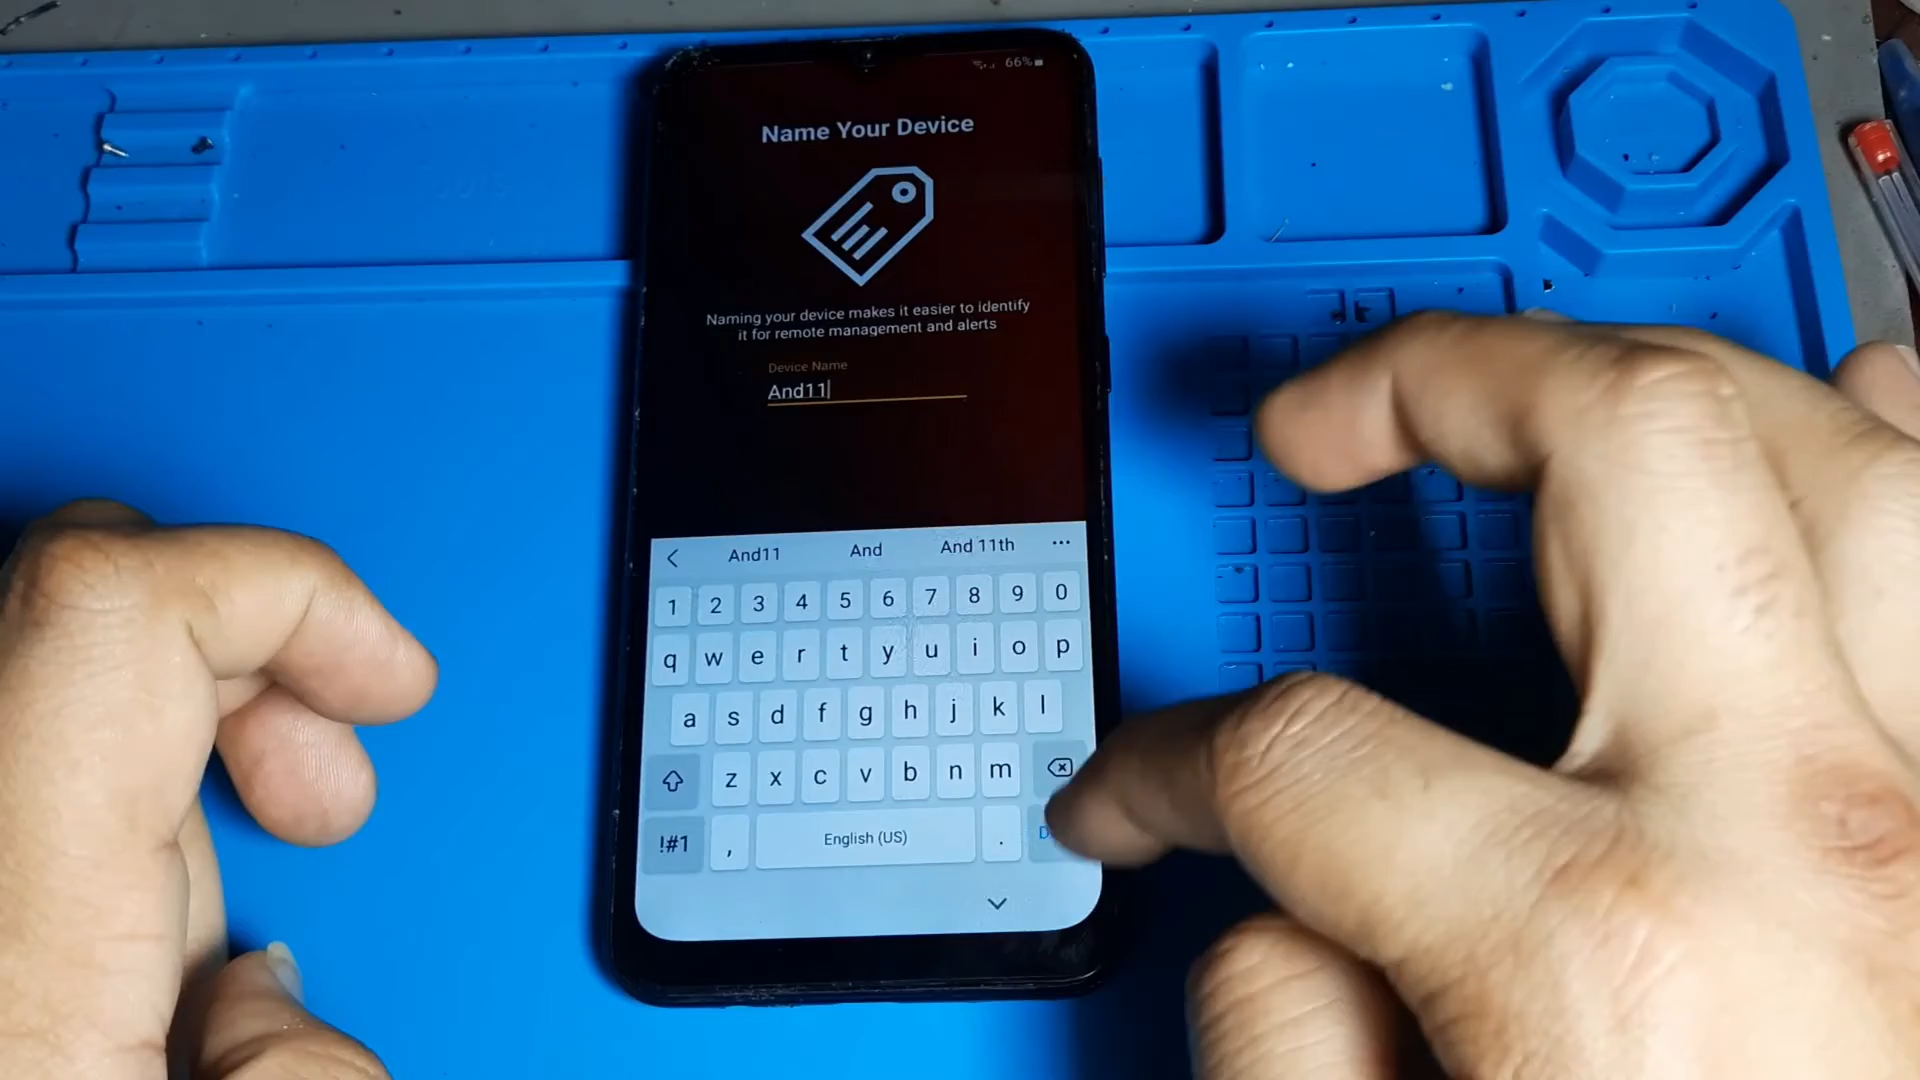 66%
Name Your Device
Naming your device makes it easier to identify
it for remote management and alerts
Device Name
And11
And11 And And 11th
1 2 3 4 5 6 7 8 9 0
q w e r t y u i o p
a s d f g h j k l
z x c v b n m
!#1 , English (US) .